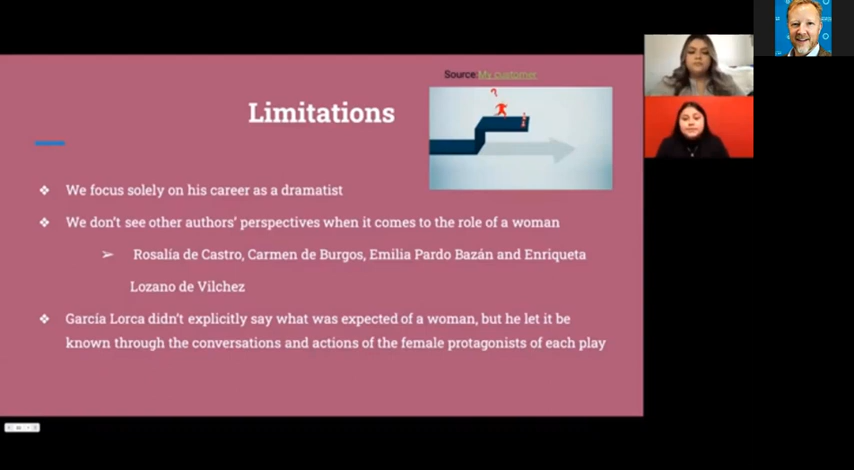 Source: My customer
Limitations
❖ We focus solely on his career as a dramatist
❖ We don't see other authors' perspectives when it comes to the role of a woman
➢ Rosalía de Castro, Carmen de Burgos, Emilia Pardo Bazán and Enriqueta
Lozano de Vilchez
❖ García Lorca didn't explicitly say what was expected of a woman, but he let it be
known through the conversations and actions of the female protagonists of each play